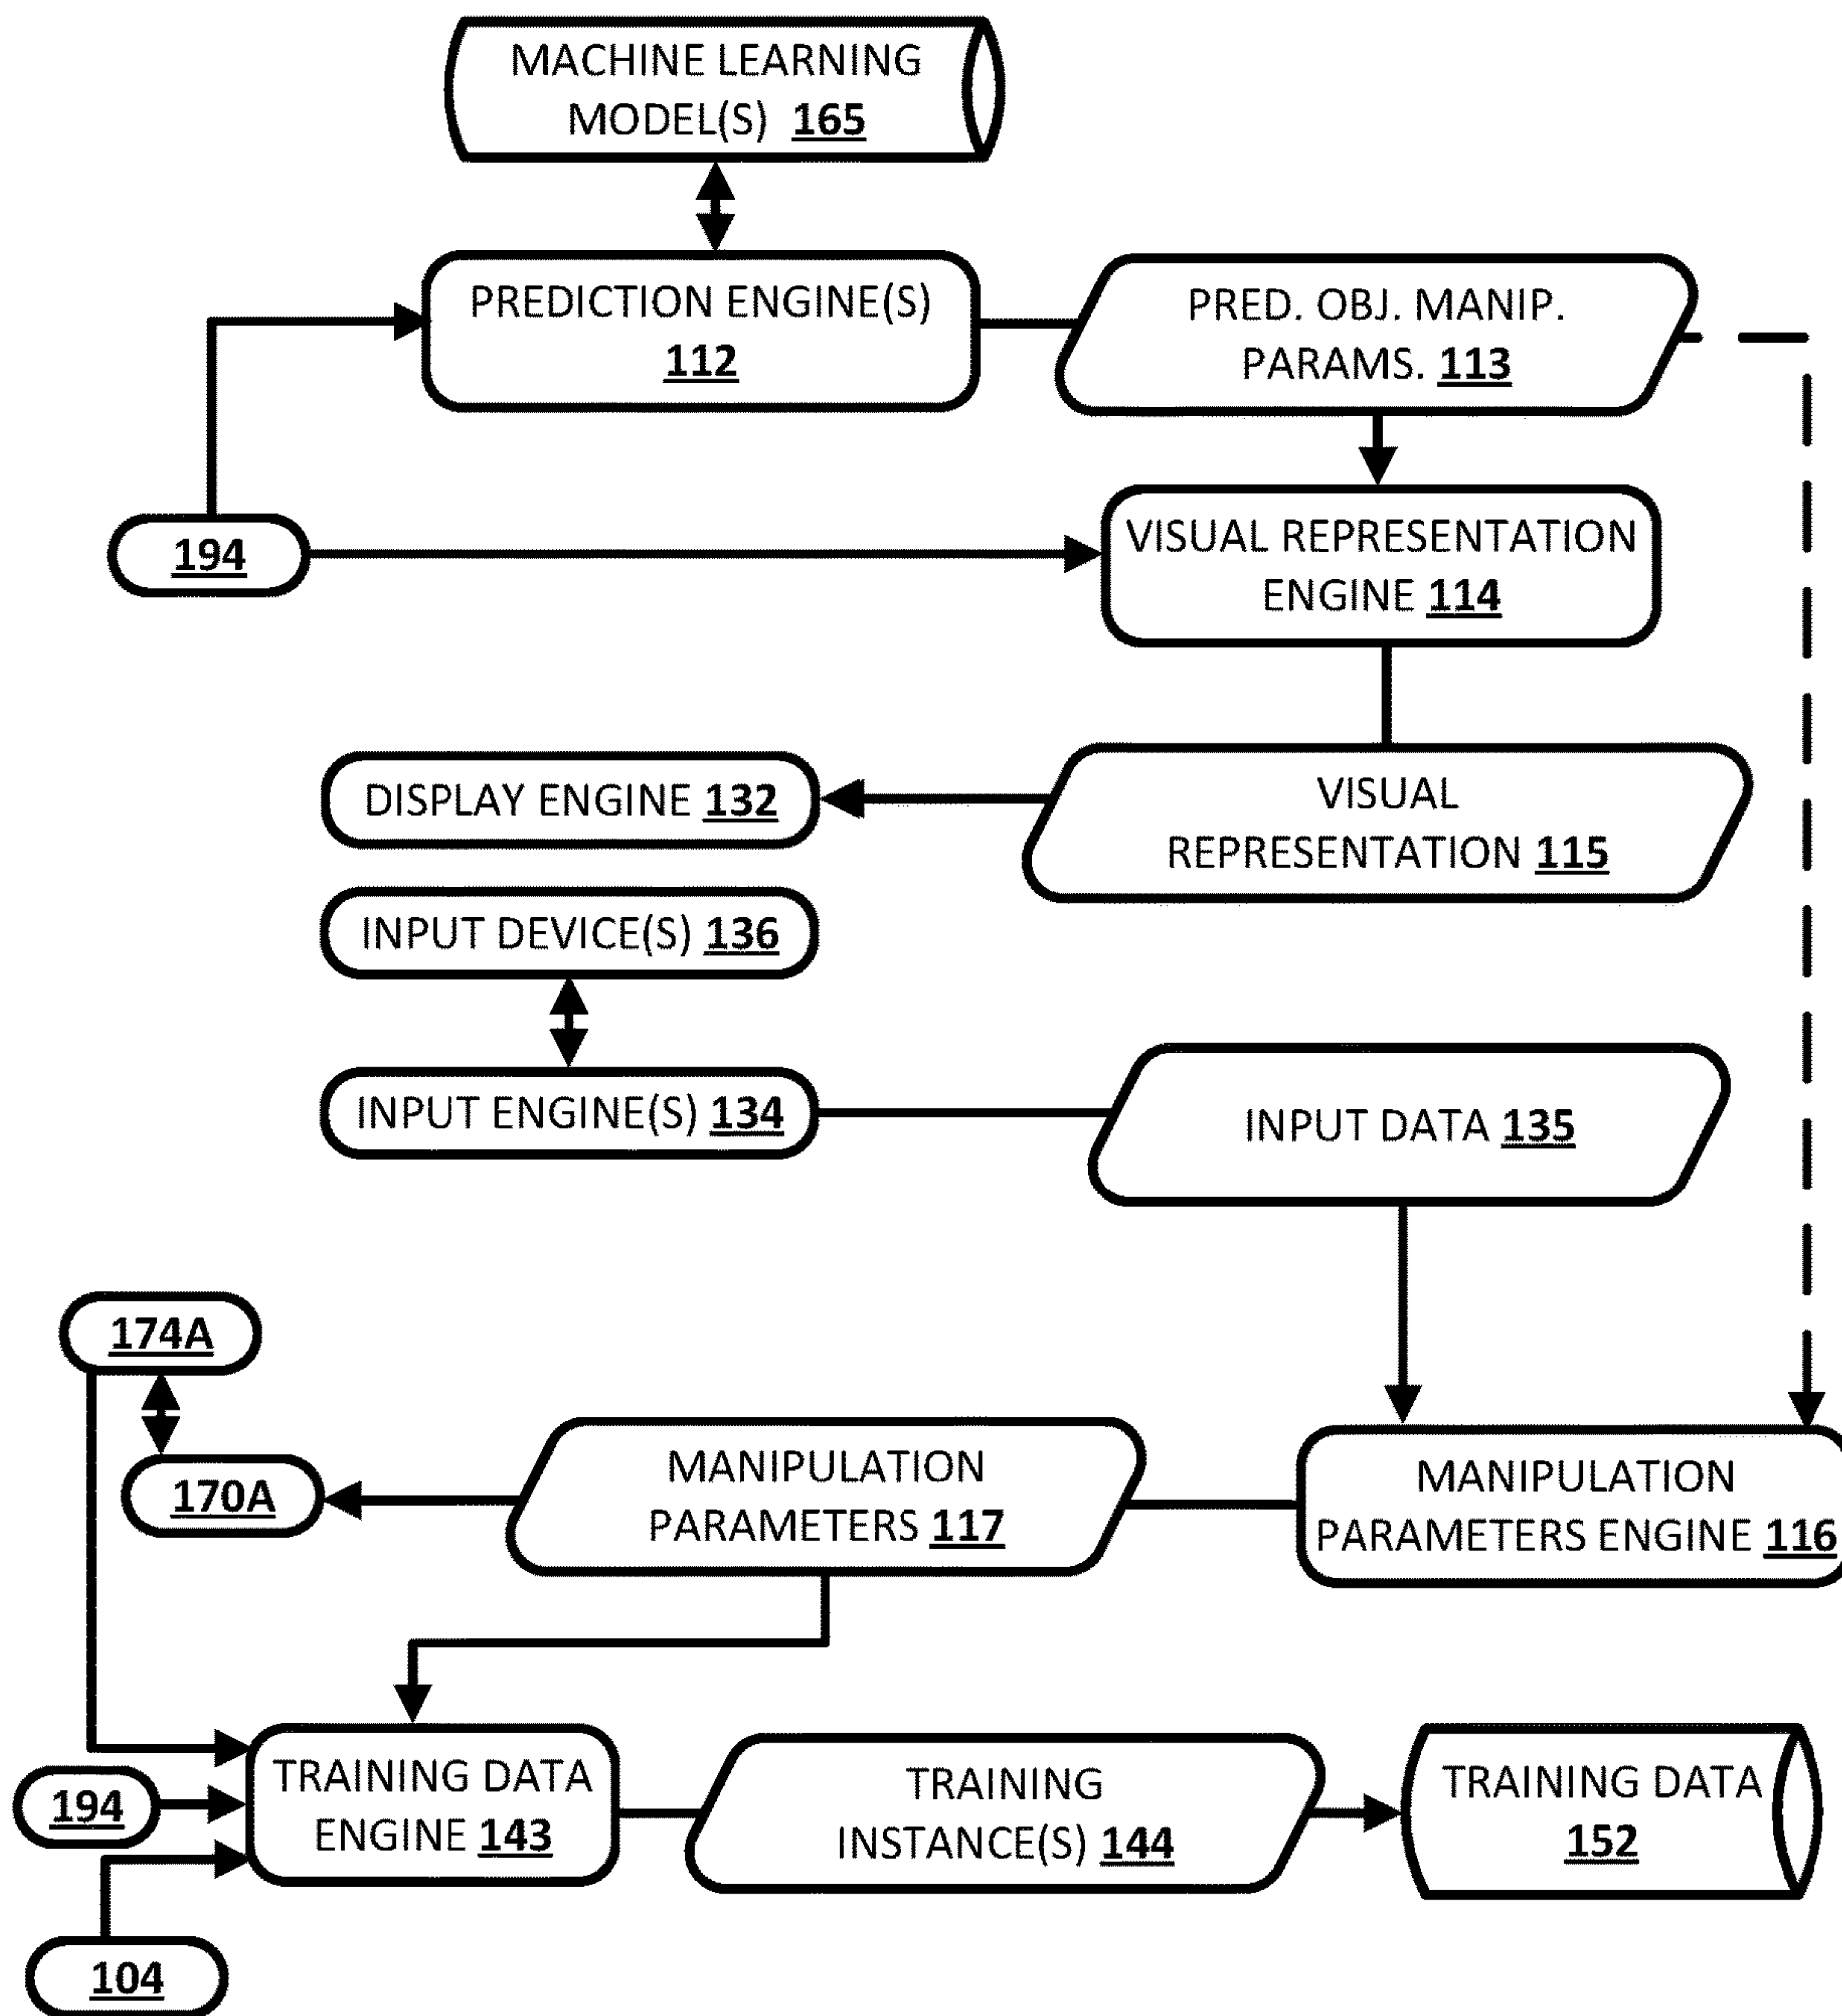 MACHINE LEARNING
MODEL(S) 165
PREDICTION ENGINE(S)
112
PRED. OBJ. MANIP.
PARAMS. 113
194
VISUAL REPRESENTATION
ENGINE 114
DISPLAY ENGINE 132
VISUAL
REPRESENTATION 115
INPUT DEVICE(S) 136
INPUT ENGINE(S) 134
INPUT DATA 135
174A
170A
MANIPULATION
PARAMETERS 117
MANIPULATION
PARAMETERS ENGINE 116
194
TRAINING DATA
ENGINE 143
TRAINING
INSTANCE(S) 144
TRAINING DATA
152
104